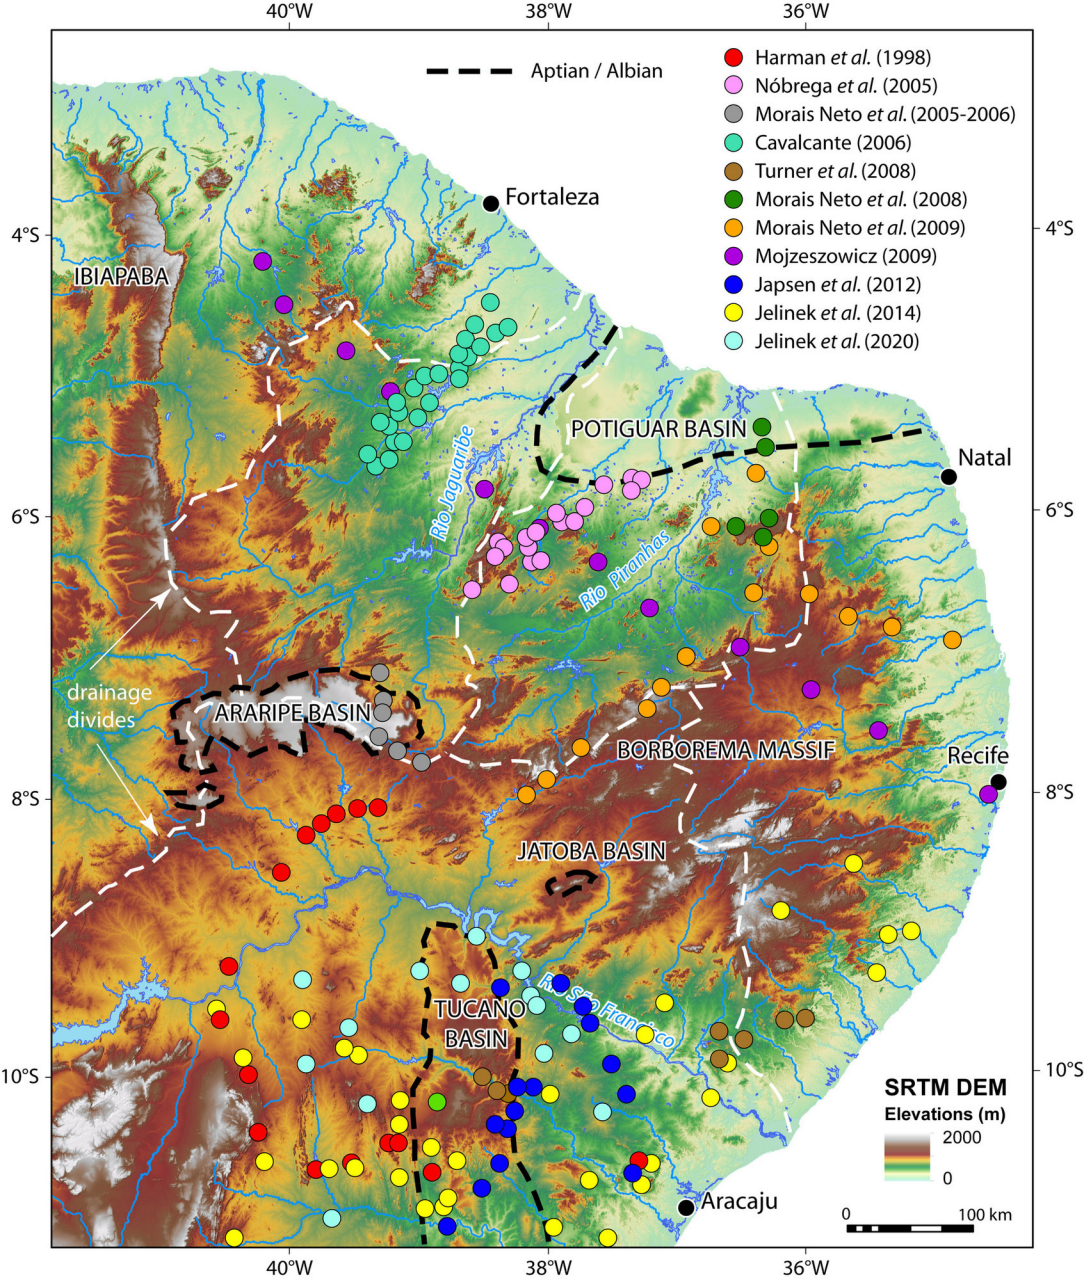 40°W 38°W 36°W
Aptian / Albian
Harman et al. (1998)
Nóbrega et al. (2005)
Morais Neto et al. (2005-2006)
Cavalcante (2006)
Turner et al. (2008)
Morais Neto et al. (2008)
Morais Neto et al. (2009)
Mojzeszowicz (2009)
Japsen et al. (2012)
Jelinek et al. (2014)
Jelinek et al. (2020)
Fortaleza
4°S 4°S
IBIAPABA
POTIGUAR BASIN
Natal
Rio Jaguaribe
6°S 6°S
Rio Piranhas
drainage
divides
ARARIPE BASIN
BORBOREMA MASSIF
Recife
8°S 8°S
JATOBA BASIN
Rio São Francisco
TUCANO
BASIN
10°S 10°S
SRTM DEM
Elevations (m)
2000
0
Aracaju
0 100 km
40°W 38°W 36°W